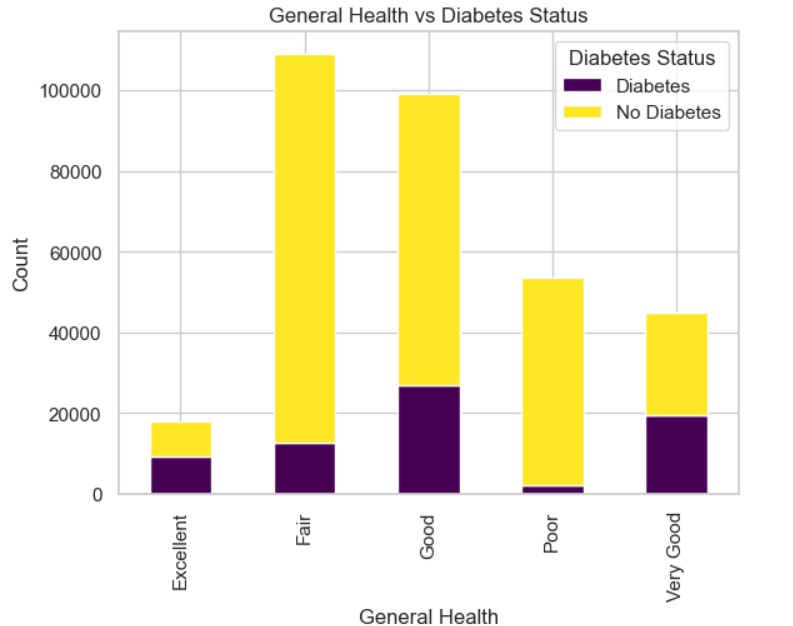 General Health vs Diabetes Status
Diabetes Status
Diabetes
No Diabetes
Count
100000
80000
60000
40000
20000
0
Excellent
Fair
Good
Poor
Very Good
General Health